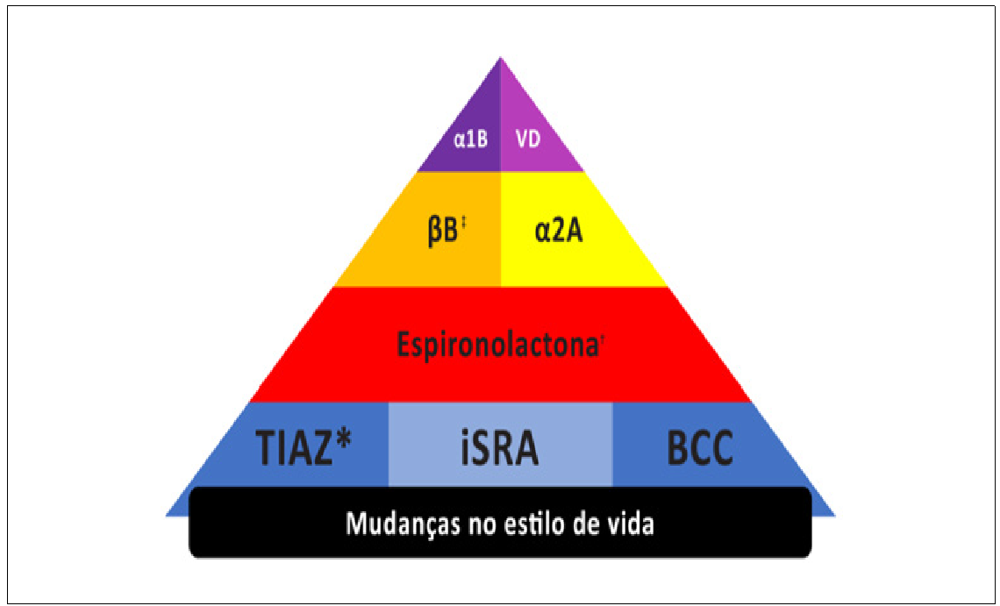 α1B VD
βB‡ α2A
Espironolactona†
TIAZ* iSRA BCC
Mudanças no estilo de vida